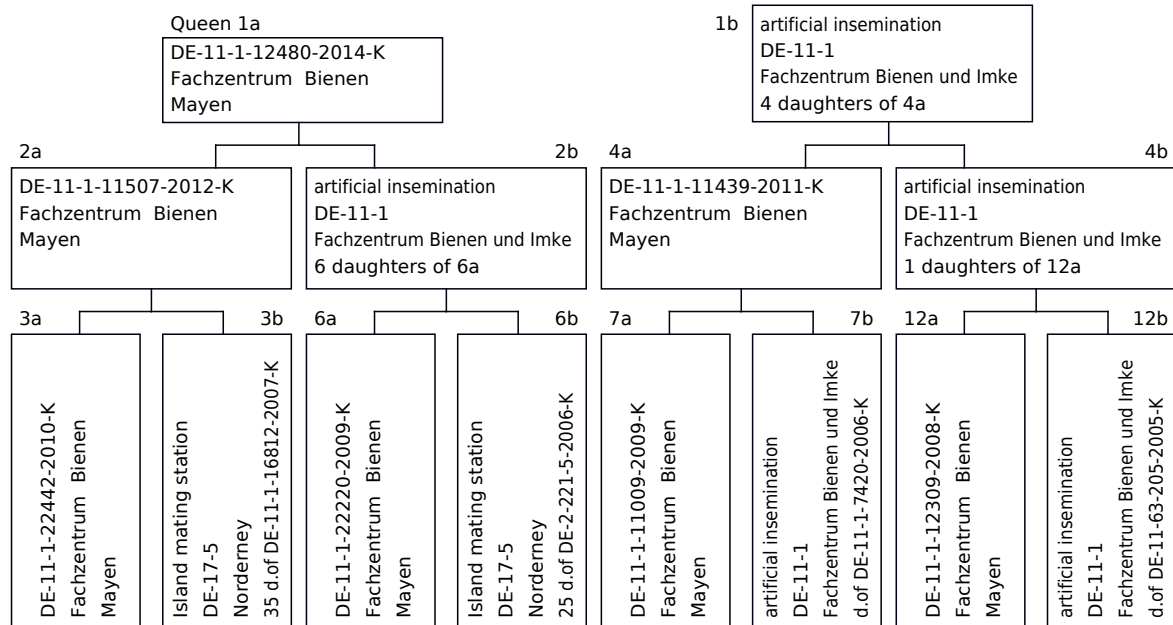 Queen 1a
DE-11-1-12480-2014-K
Fachzentrum Bienen
Mayen
1b
artificial insemination
DE-11-1
Fachzentrum Bienen und Imke
4 daughters of 4a
2a
DE-11-1-11507-2012-K
Fachzentrum Bienen
Mayen
2b
artificial insemination
DE-11-1
Fachzentrum Bienen und Imke
6 daughters of 6a
4a
DE-11-1-11439-2011-K
Fachzentrum Bienen
Mayen
4b
artificial insemination
DE-11-1
Fachzentrum Bienen und Imke
1 daughters of 12a
3a
DE-11-1-22442-2010-K
Fachzentrum Bienen
Mayen
3b
Island mating station
DE-17-5
Norderney
35 d.of DE-11-1-16812-2007-K
6a
DE-11-1-22220-2009-K
Fachzentrum Bienen
Mayen
6b
Island mating station
DE-17-5
Norderney
25 d.of DE-2-221-5-2006-K
7a
DE-11-1-11009-2009-K
Fachzentrum Bienen
Mayen
7b
artificial insemination
DE-11-1
Fachzentrum Bienen und Imke
d.of DE-11-1-7420-2006-K
12a
DE-11-1-12309-2008-K
Fachzentrum Bienen
Mayen
12b
artificial insemination
DE-11-1
Fachzentrum Bienen und Imke
d.of DE-11-63-205-2005-K